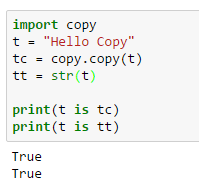 import copy
t = "Hello Copy"
tc = copy.copy(t)
tt = str(t)
print(t is tc)
print(t is tt)
True
True